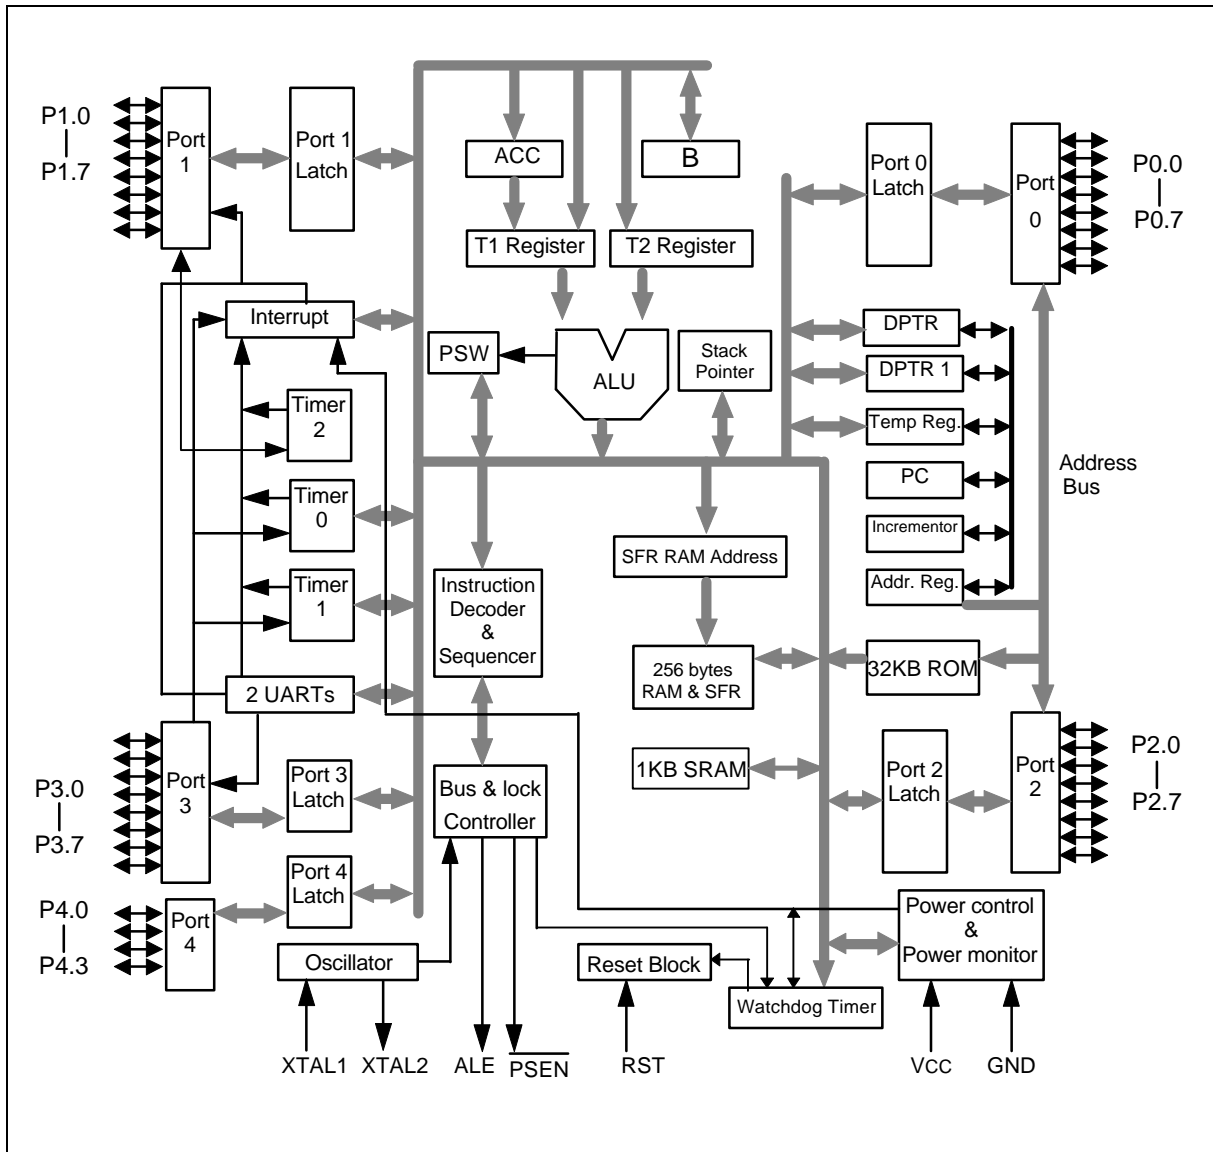 P1.0
P1.7
Port
1
Port 1
Latch
ACC
B
Port 0
Latch
Port
0
P0.0
P0.7
T1 Register
T2 Register
Interrupt
PSW
ALU
Stack
Pointer
DPTR
DPTR 1
Temp Reg.
PC
Incrementor
Addr. Reg.
Address
Bus
Timer
2
Timer
0
Timer
1
SFR RAM Address
Instruction
Decoder
&
Sequencer
256 bytes
RAM & SFR
32KB ROM
2 UARTs
P3.0
P3.7
Port
3
Port 3
Latch
Bus & lock
Controller
1KB SRAM
Port 2
Latch
Port
2
P2.0
P2.7
P4.0
P4.3
Port
4
Port 4
Latch
Oscillator
Reset Block
Watchdog Timer
Power control
&
Power monitor
XTAL1
XTAL2
ALE
PSEN
RST
VCC
GND